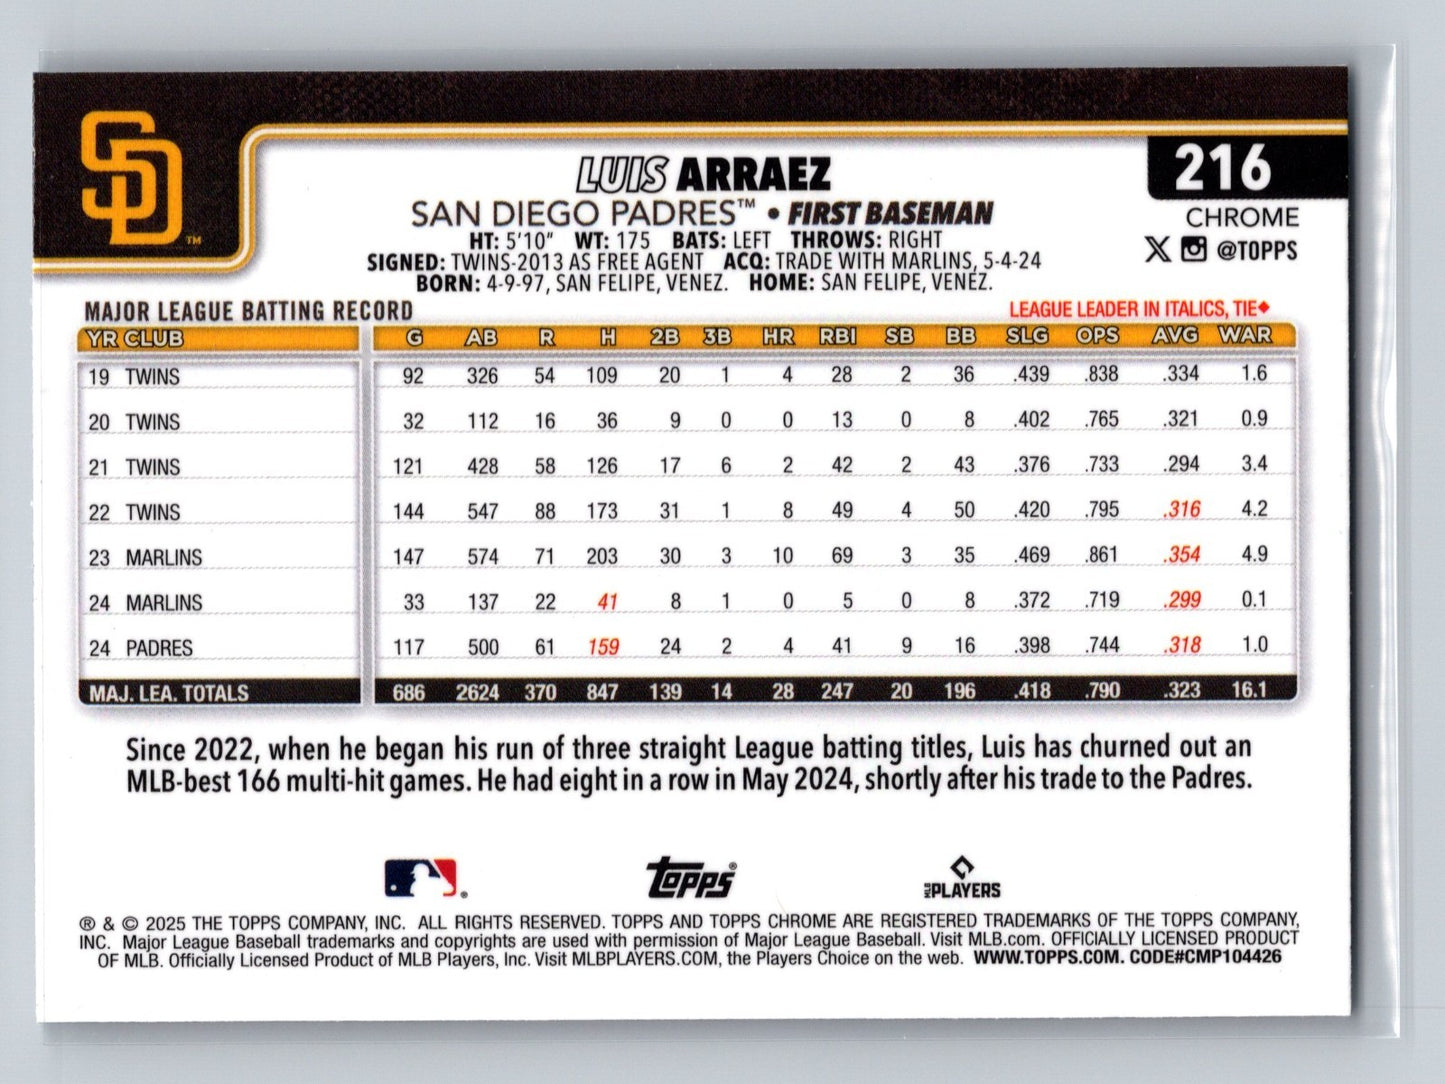 SD ™
216
LUIS ARRAEZ
CHROME
SAN DIEGO PADRES™ • FIRST BASEMAN
@TOPPS
HT: 5'10" WT: 175 BATS: LEFT THROWS: RIGHT
SIGNED: TWINS-2013 AS FREE AGENT ACQ: TRADE WITH MARLINS, 5-4-24
BORN: 4-9-97, SAN FELIPE, VENEZ. HOME: SAN FELIPE, VENEZ.
MAJOR LEAGUE BATTING RECORD LEAGUE LEADER IN ITALICS, TIE◆
YR CLUB G AB R H 2B 3B HR RBI SB BB SLG OPS AVG WAR
19 TWINS 92 326 54 109 20 1 4 28 2 36 .439 .838 .334 1.6
20 TWINS 32 112 16 36 9 0 0 13 0 8 .402 .765 .321 0.9
21 TWINS 121 428 58 126 17 6 2 42 2 43 .376 .733 .294 3.4
22 TWINS 144 547 88 173 31 1 8 49 4 50 .420 .795 .316 4.2
23 MARLINS 147 574 71 203 30 3 10 69 3 35 .469 .861 .354 4.9
24 MARLINS 33 137 22 41 8 1 0 5 0 8 .372 .719 .299 0.1
24 PADRES 117 500 61 159 24 2 4 41 9 16 .398 .744 .318 1.0
MAJ. LEA. TOTALS 686 2624 370 847 139 14 28 247 20 196 .418 .790 .323 16.1
Since 2022, when he began his run of three straight League batting titles, Luis has churned out an
MLB-best 166 multi-hit games. He had eight in a row in May 2024, shortly after his trade to the Padres.
® topps® MLB PLAYERS
® & © 2025 THE TOPPS COMPANY, INC. ALL RIGHTS RESERVED. TOPPS AND TOPPS CHROME ARE REGISTERED TRADEMARKS OF THE TOPPS COMPANY,
INC. Major League Baseball trademarks and copyrights are used with permission of Major League Baseball. Visit MLB.com. OFFICIALLY LICENSED PRODUCT
OF MLB. Officially Licensed Product of MLB Players, Inc. Visit MLBPLAYERS.COM, the Players Choice on the web. WWW.TOPPS.COM. CODE#CMP104426